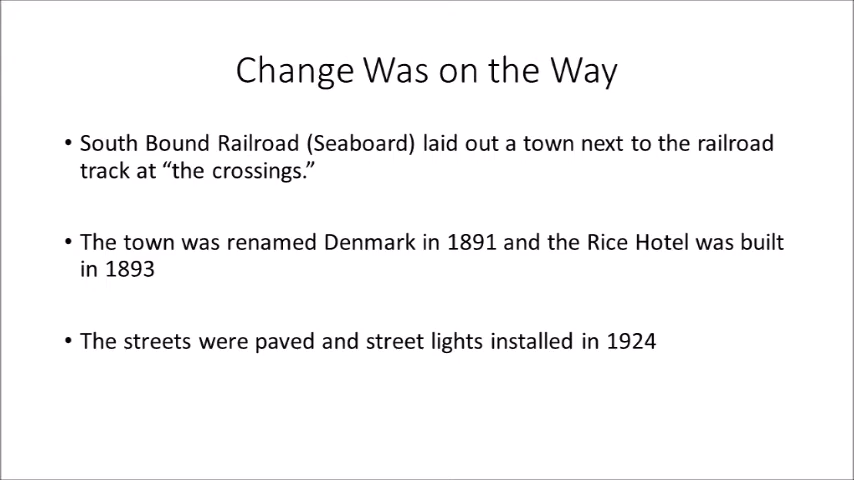 Change Was on the Way
• South Bound Railroad (Seaboard) laid out a town next to the railroad
track at “the crossings.”
• The town was renamed Denmark in 1891 and the Rice Hotel was built
in 1893
• The streets were paved and street lights installed in 1924